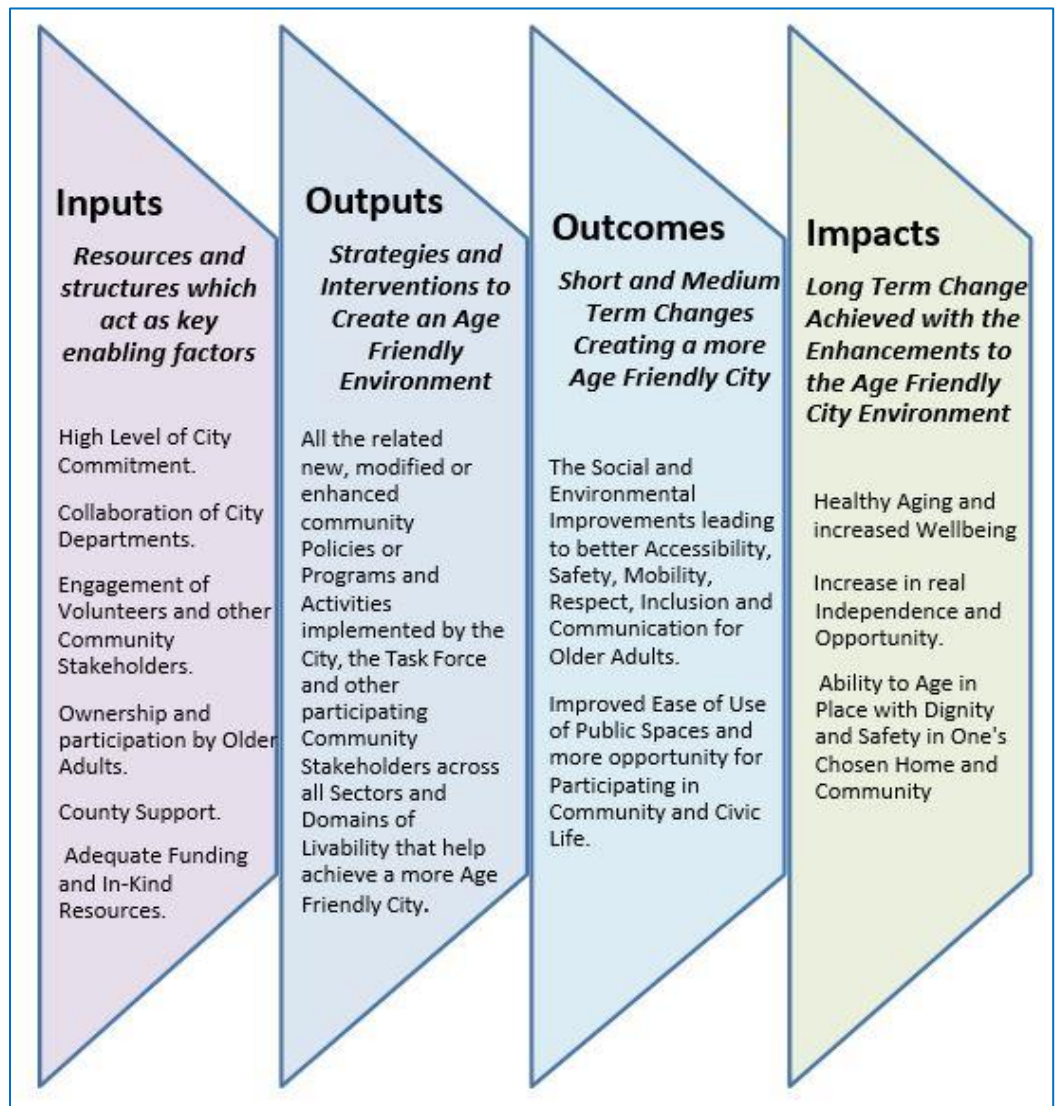 Inputs
Resources and
structures which
act as key
enabling factors
High Level of City
Commitment.
Collaboration of City
Departments.
Engagement of
Volunteers and other
Community
Stakeholders.
Ownership and
participation by Older
Adults.
County Support.
Adequate Funding
and In-Kind
Resources.
Outputs
Strategies and
Interventions to
Create an Age
Friendly
Environment
All the related
new, modified or
enhanced
community
Policies or
Programs and
Activities
implemented by the
City, the Task Force
and other
participating
Community
Stakeholders across
all Sectors and
Domains of
Livability that help
achieve a more Age
Friendly City.
Outcomes
Short and Medium
Term Changes
Creating a more
Age Friendly City
The Social and
Environmental
Improvements leading
to better Accessibility,
Safety, Mobility,
Respect, Inclusion and
Communication for
Older Adults.
Improved Ease of Use
of Public Spaces and
more opportunity for
Participating in
Community and Civic
Life.
Impacts
Long Term Change
Achieved with the
Enhancements to
the Age Friendly
City Environment
Healthy Aging and
increased Wellbeing
Increase in real
Independence and
Opportunity.
Ability to Age in
Place with Dignity
and Safety in One's
Chosen Home and
Community